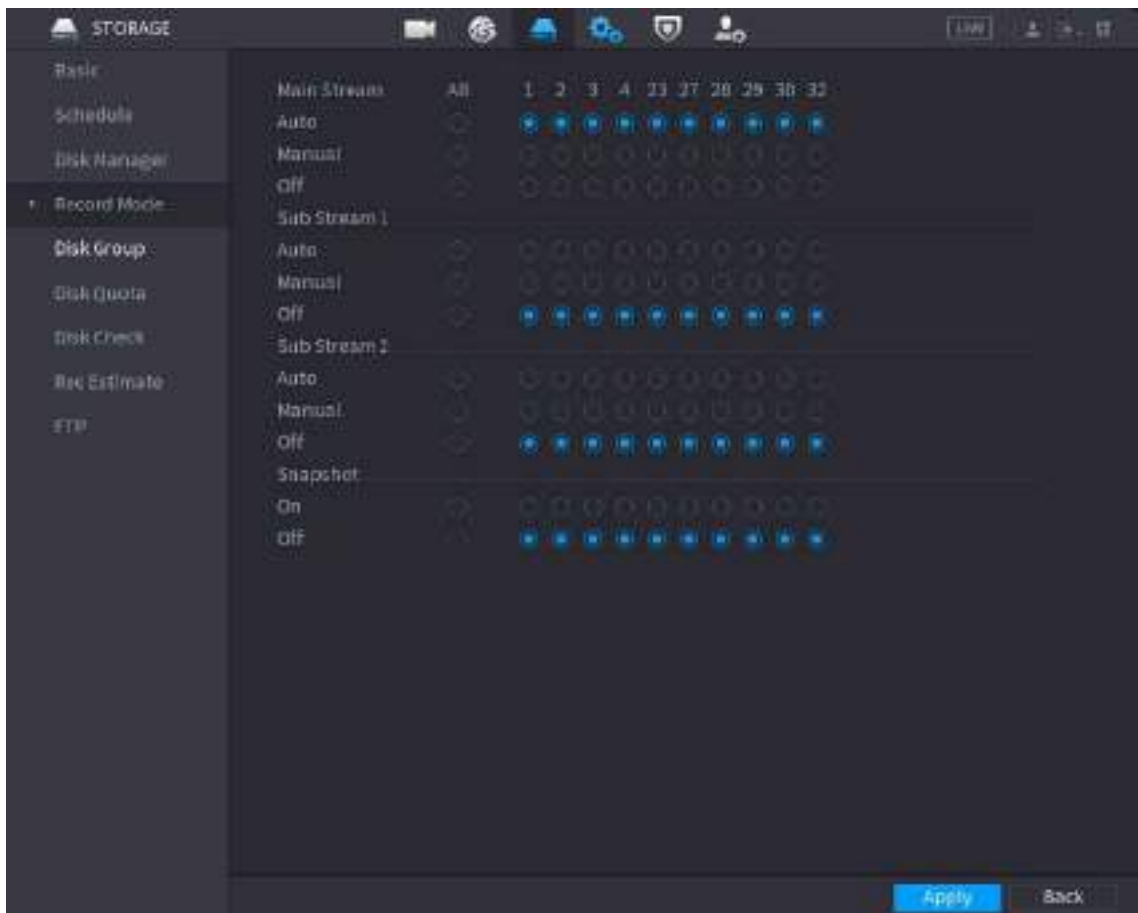 STORAGE
LIVE
Basic
Schedule
Disk Manager
Record Mode
Disk Group
Disk Quota
Disk Check
Rec Estimate
FTP
Main Stream All 1 2 3 4 23 27 28 29 30 32
Auto
Manual
Off
Sub Stream 1
Auto
Manual
Off
Sub Stream 2
Auto
Manual
Off
Snapshot
On
Off
Apply Back